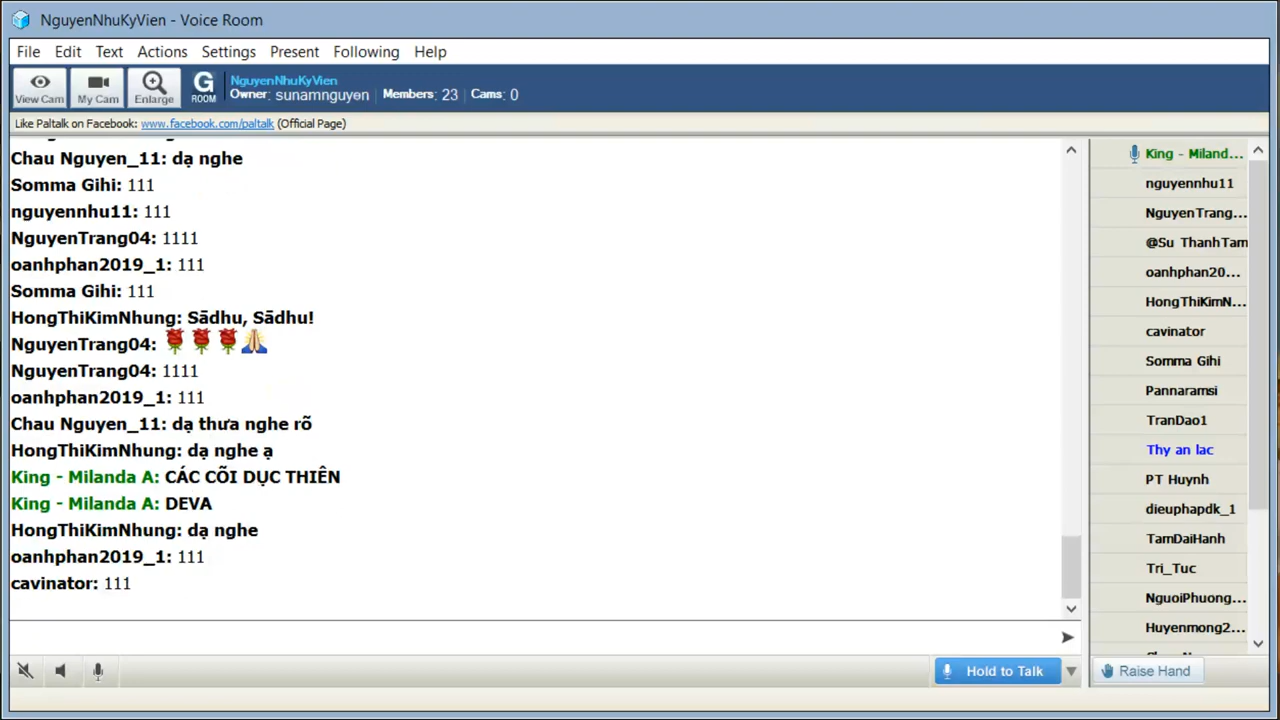 NguyenNhuKyVien - Voice Room
File Edit Text Actions Settings Present Following Help
View Cam My Cam Enlarge G ROOM NguyenNhuKyVien
Owner: sunamnguyen Members: 23 Cams: 0
Like Paltalk on Facebook: www.facebook.com/paltalk (Official Page)
Chau Nguyen_11: dạ nghe
Somma Gihi: 111
nguyennhu11: 111
NguyenTrang04: 1111
oanhphan2019_1: 111
Somma Gihi: 111
HongThiKimNhung: Sādhu, Sādhu!
NguyenTrang04:
NguyenTrang04: 1111
oanhphan2019_1: 111
Chau Nguyen_11: dạ thưa nghe rõ
HongThiKimNhung: dạ nghe ạ
King - Milanda A: CÁC CÕI DỤC THIÊN
King - Milanda A: DEVA
HongThiKimNhung: dạ nghe
oanhphan2019_1: 111
cavinator: 111
King - Miland...
nguyennhu11
NguyenTrang...
@Su ThanhTam
oanhphan20...
HongThiKimN...
cavinator
Somma Gihi
Pannaramsi
TranDao1
Thy an lac
PT Huynh
dieuphapdk_1
TamDaiHanh
Tri_Tuc
NguoiPhuong...
Huyenmong2...
Hold to Talk
Raise Hand